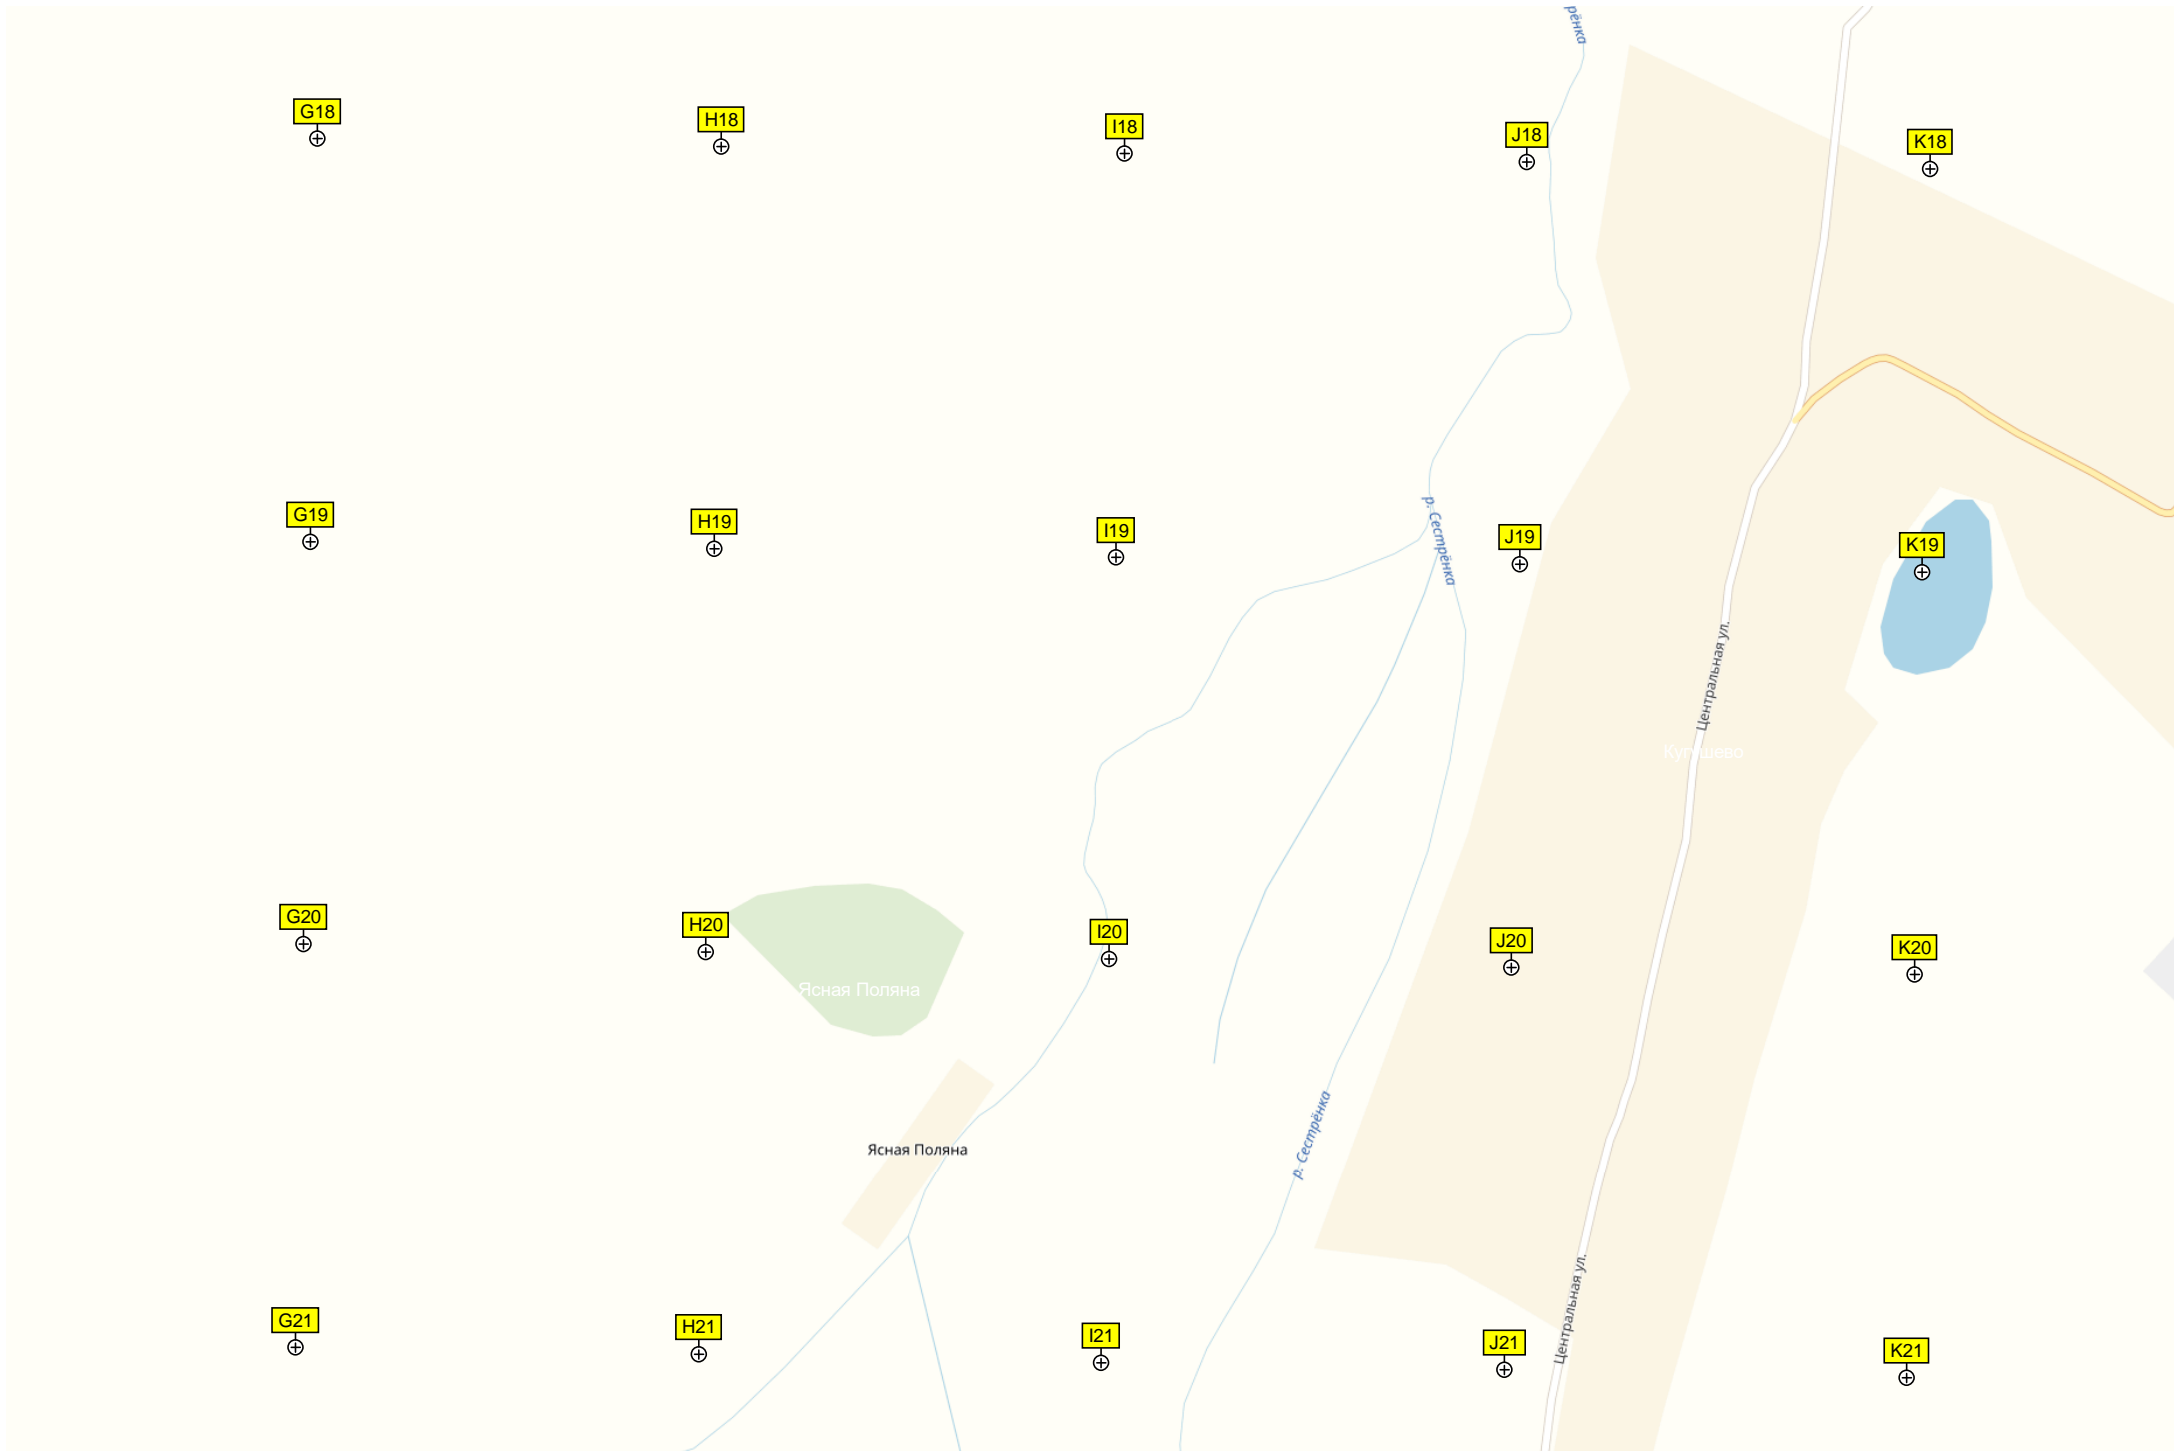 рёнка
G18
H18
I18
J18
K18
G19
H19
I19
р. Сестрёнка
J19
K19
Центральная ул.
G20
H20
I20
J20
K20
Ясная Поляна
Ясная Поляна
р. Сестрёнка
Центральная ул.
G21
H21
I21
J21
K21